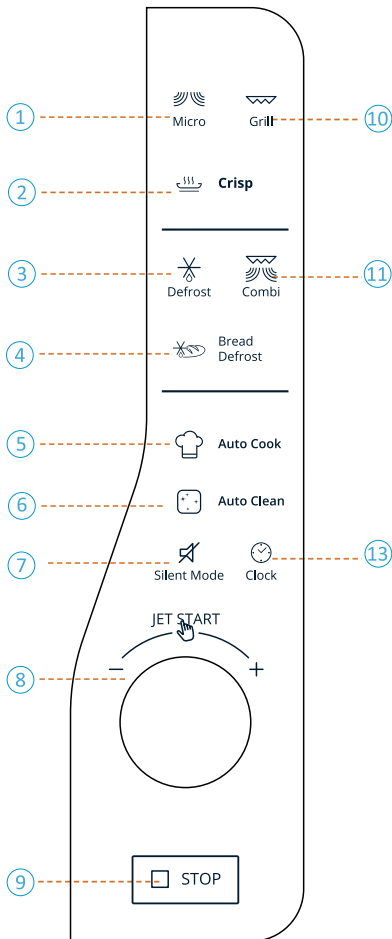 1
Micro
Grill
10
2
Crisp
3
Defrost
Combi
11
4
Bread
Defrost
5
Auto Cook
6
Auto Clean
7
Silent Mode
Clock
13
JET START
− +
8
9
STOP